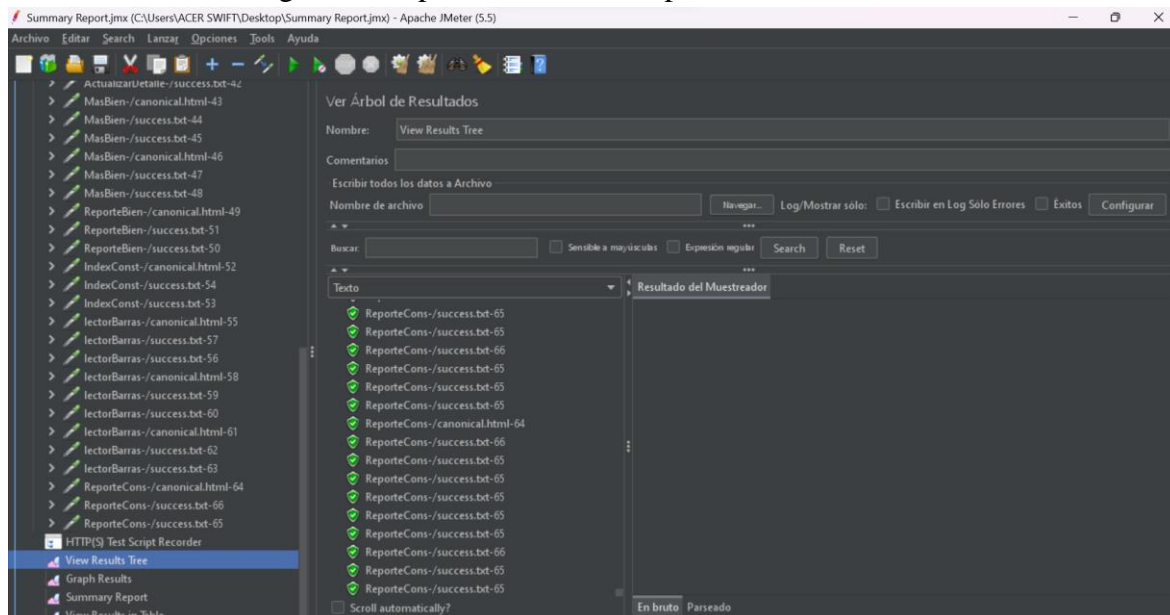 Summary Report.jmx (C:\Users\ACER SWIFT\Desktop\Summary Report.jmx) - Apache JMeter (5.5)
Archivo Editar Search Lanzar Opciones Tools Ayuda
ActualizarDetalle-/success.txt-42
MasBien-/canonical.html-43
MasBien-/success.txt-44
MasBien-/success.txt-45
MasBien-/canonical.html-46
MasBien-/success.txt-47
MasBien-/success.txt-48
ReporteBien-/canonical.html-49
ReporteBien-/success.txt-51
ReporteBien-/success.txt-50
IndexConst-/canonical.html-52
IndexConst-/success.txt-54
IndexConst-/success.txt-53
lectorBarras-/canonical.html-55
lectorBarras-/success.txt-57
lectorBarras-/success.txt-56
lectorBarras-/canonical.html-58
lectorBarras-/success.txt-59
lectorBarras-/success.txt-60
lectorBarras-/canonical.html-61
lectorBarras-/success.txt-62
lectorBarras-/success.txt-63
ReporteCons-/canonical.html-64
ReporteCons-/success.txt-66
ReporteCons-/success.txt-65
HTTP(S) Test Script Recorder
View Results Tree
Graph Results
Summary Report
View Results in Table
Ver Árbol de Resultados
Nombre: View Results Tree
Comentarios
Escribir todos los datos a Archivo
Nombre de archivo Navegar... Log/Mostrar sólo: Escribir en Log Sólo Errores Éxitos Configurar
Buscar: Sensible a mayúsculas Expresión regular Search Reset
Texto
ReporteCons-/success.txt-65
ReporteCons-/success.txt-65
ReporteCons-/success.txt-66
ReporteCons-/success.txt-65
ReporteCons-/success.txt-65
ReporteCons-/success.txt-65
ReporteCons-/canonical.html-64
ReporteCons-/success.txt-66
ReporteCons-/success.txt-65
ReporteCons-/success.txt-65
ReporteCons-/success.txt-65
ReporteCons-/success.txt-65
ReporteCons-/success.txt-65
ReporteCons-/success.txt-66
ReporteCons-/success.txt-65
ReporteCons-/success.txt-65
Scroll automatically?
Resultado del Muestreador
En bruto Parseado